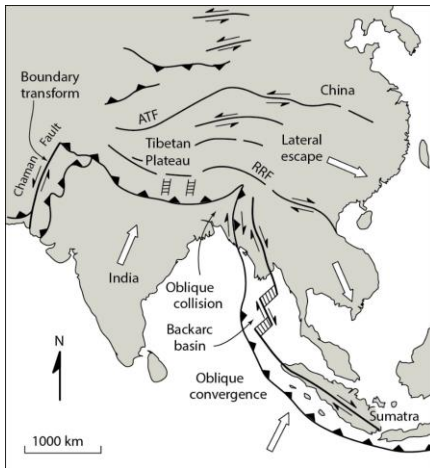 Boundary
transform
China
ATF
Chaman Fault
Tibetan
Plateau
Lateral
escape
RRF
India
Oblique
collision
Backarc
basin
N
Oblique
convergence
Sumatra
1000 km